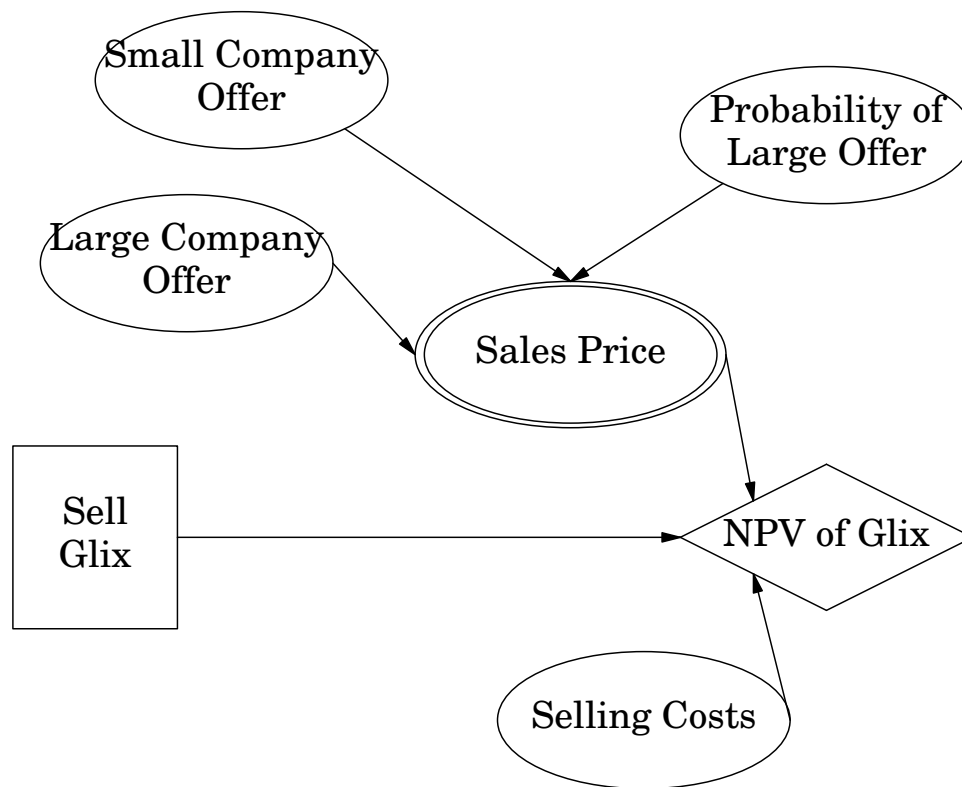 Small Company
Offer
Probability of
Large Offer
Large Company
Offer
Sales Price
Sell
Glix
NPV of Glix
Selling Costs